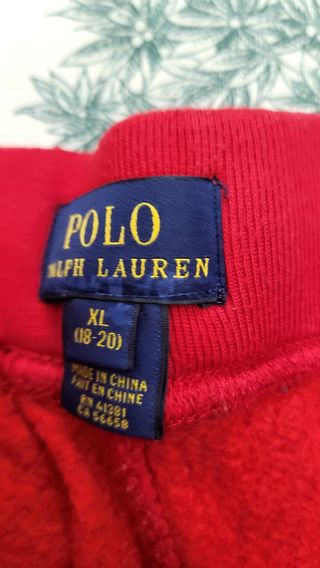 POLO
RALPH LAUREN
XL
(18-20)
MADE IN CHINA
FAIT EN CHINE
RN 41381
CA 56658